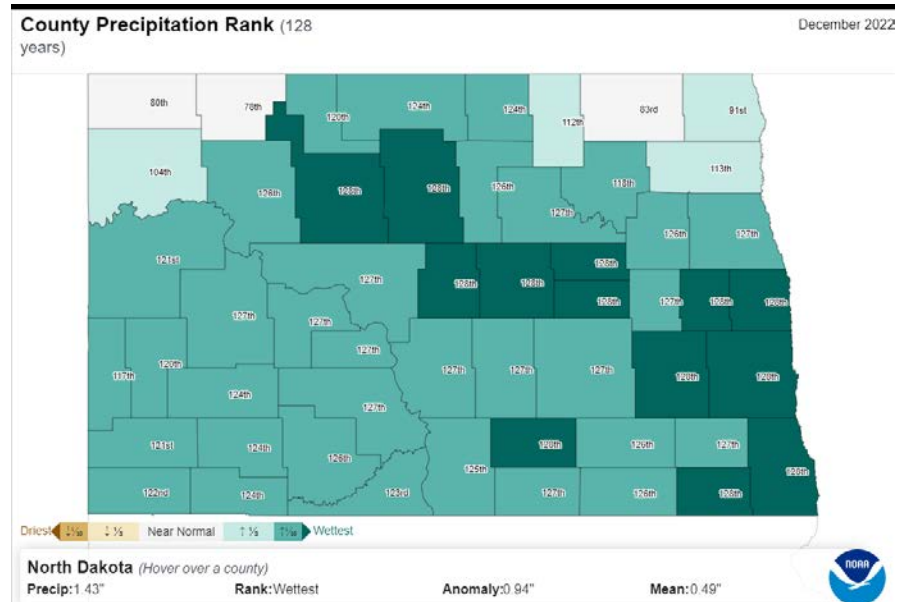 County Precipitation Rank (128 years)
December 2022
80th 78th 120th 124th 124th 112th 83rd 91st
104th 126th 128th 128th 126th 127th 118th 113th
121st 126th 127th
127th 128th 128th 128th
127th 127th 128th 127th 128th 128th
127th
117th 120th 127th 127th 127th 128th 128th
124th 127th
121st 124th 126th 125th 128th 126th 127th 128th
122nd 124th 123rd 127th 126th 128th
Driest ↓⅓ Near Normal ↑⅓ Wettest
North Dakota (Hover over a county)
Precip:1.43" Rank:Wettest Anomaly:0.94" Mean:0.49"
NOAA